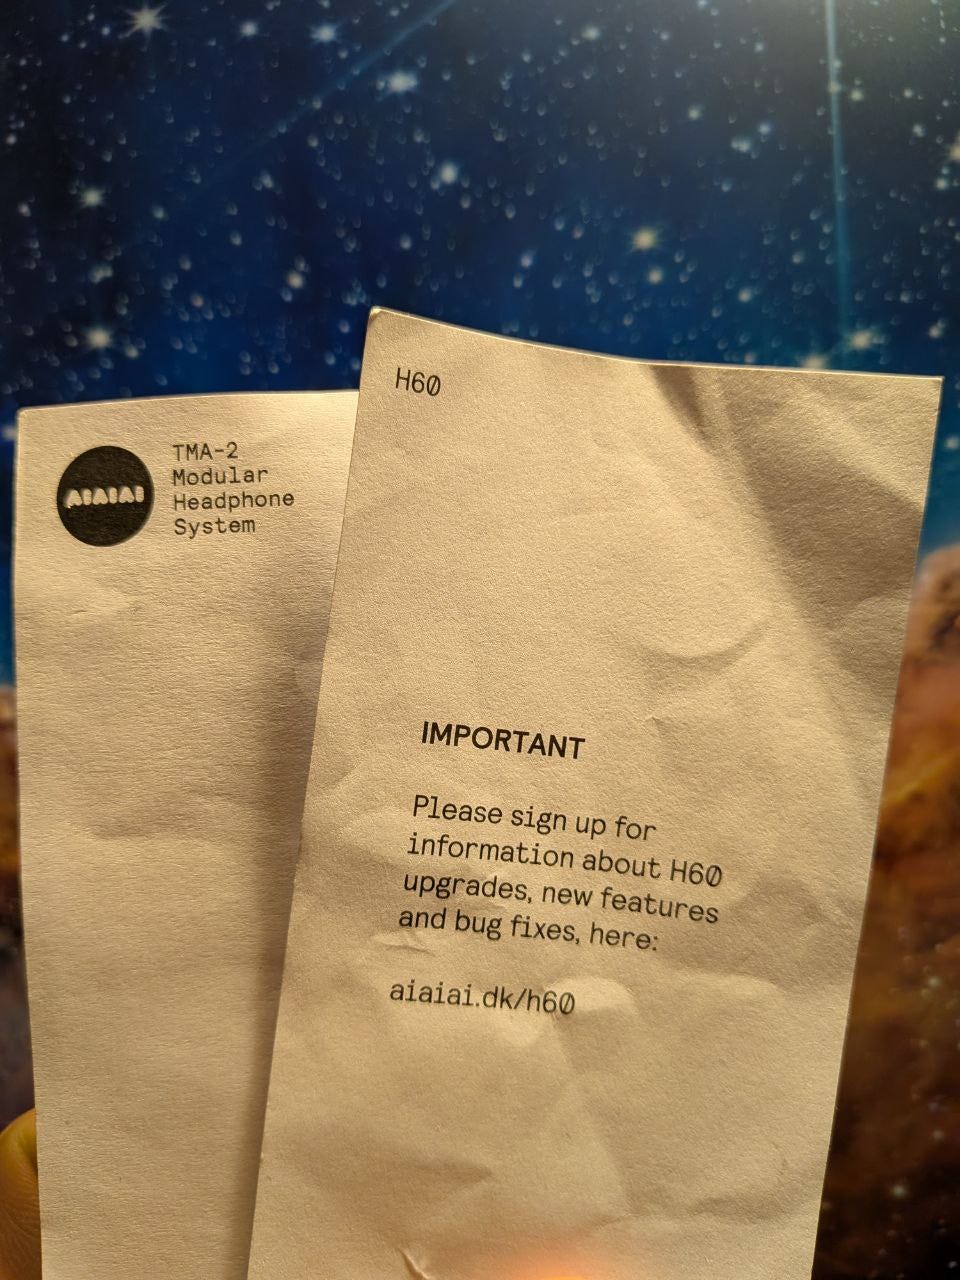 AIAIAI
TMA-2
Modular
Headphone
System
H60
IMPORTANT
Please sign up for
information about H60
upgrades, new features
and bug fixes, here:
aiaiai.dk/h60